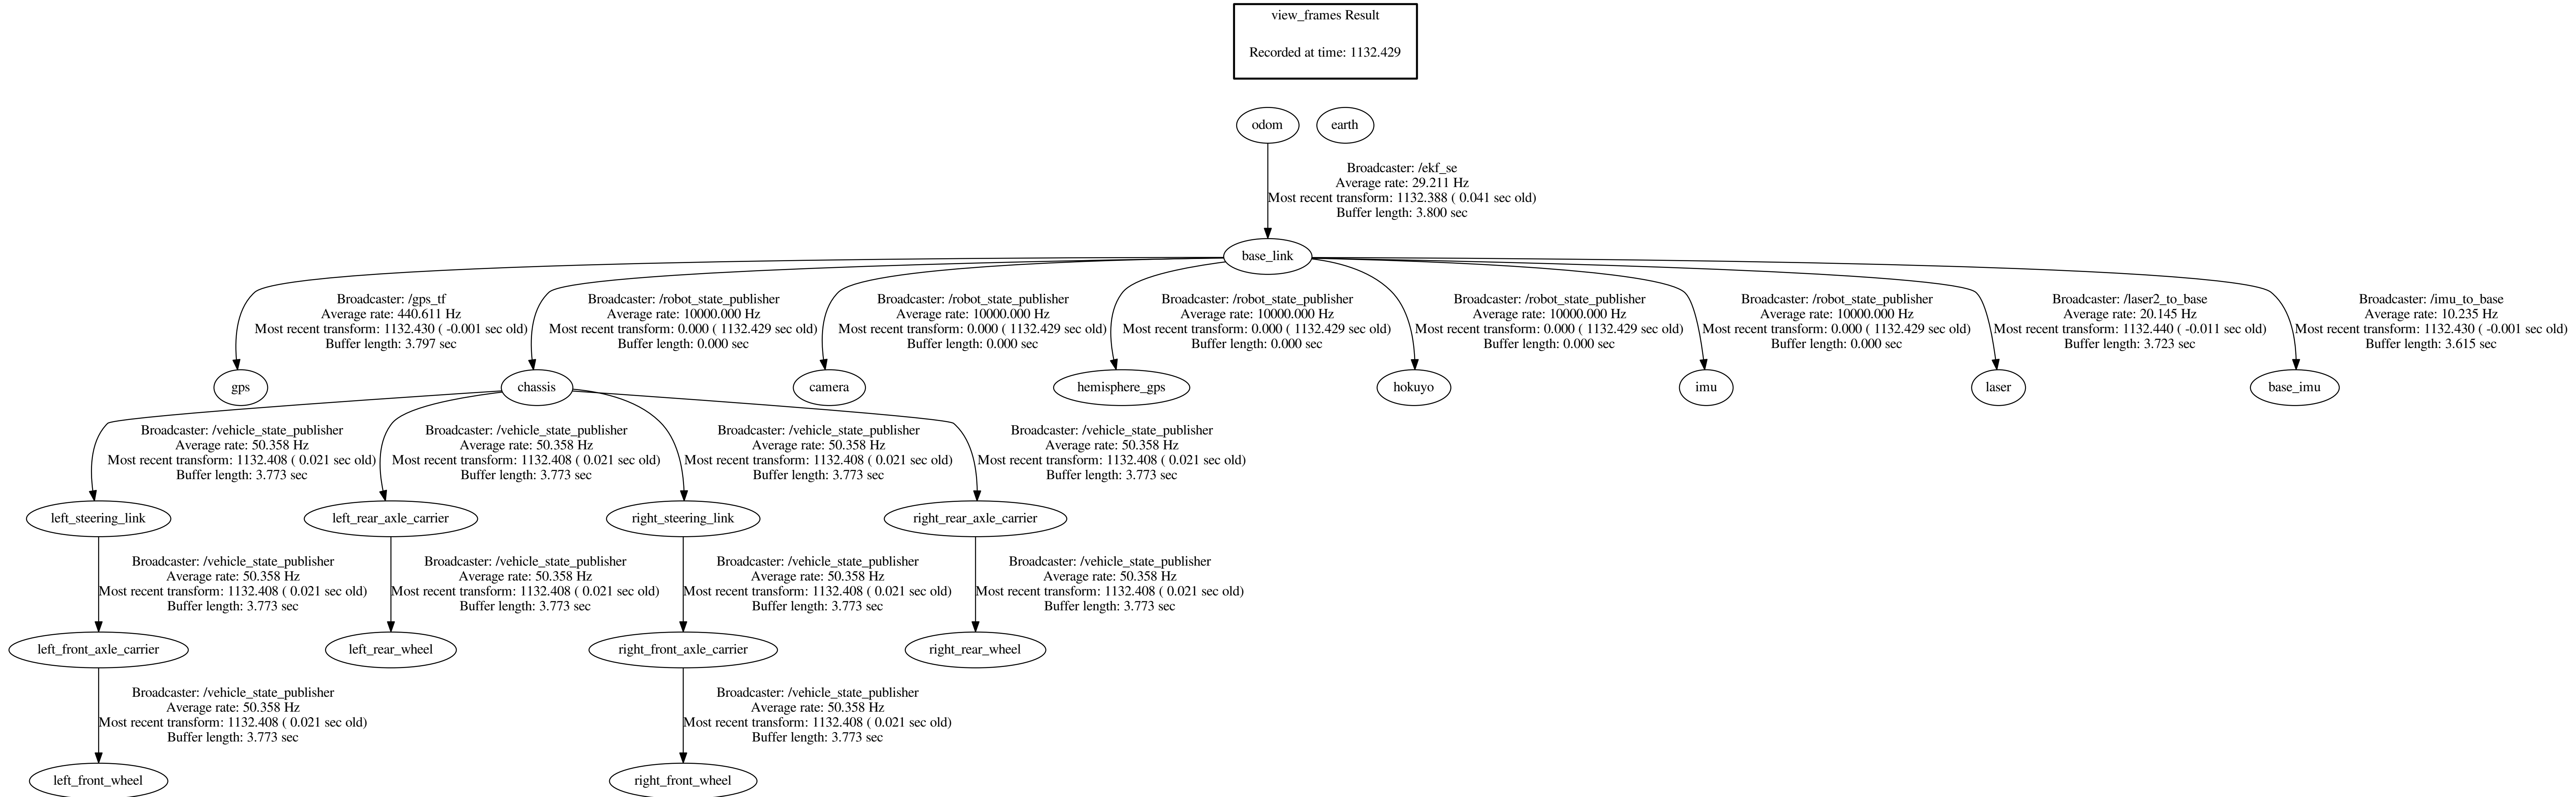 view_frames Result
Recorded at time: 1132.429
odom
earth
Broadcaster: /ekf_se
Average rate: 29.211 Hz
Most recent transform: 1132.388 ( 0.041 sec old)
Buffer length: 3.800 sec
base_link
Broadcaster: /gps_tf
Average rate: 440.611 Hz
Most recent transform: 1132.430 ( -0.001 sec old)
Buffer length: 3.797 sec
Broadcaster: /robot_state_publisher
Average rate: 10000.000 Hz
Most recent transform: 0.000 ( 1132.429 sec old)
Buffer length: 0.000 sec
Broadcaster: /robot_state_publisher
Average rate: 10000.000 Hz
Most recent transform: 0.000 ( 1132.429 sec old)
Buffer length: 0.000 sec
Broadcaster: /robot_state_publisher
Average rate: 10000.000 Hz
Most recent transform: 0.000 ( 1132.429 sec old)
Buffer length: 0.000 sec
Broadcaster: /robot_state_publisher
Average rate: 10000.000 Hz
Most recent transform: 0.000 ( 1132.429 sec old)
Buffer length: 0.000 sec
Broadcaster: /robot_state_publisher
Average rate: 10000.000 Hz
Most recent transform: 0.000 ( 1132.429 sec old)
Buffer length: 0.000 sec
Broadcaster: /laser2_to_base
Average rate: 20.145 Hz
Most recent transform: 1132.440 ( -0.011 sec old)
Buffer length: 3.723 sec
Broadcaster: /imu_to_base
Average rate: 10.235 Hz
Most recent transform: 1132.430 ( -0.001 sec old)
Buffer length: 3.615 sec
gps
chassis
camera
hemisphere_gps
hokuyo
imu
laser
base_imu
Broadcaster: /vehicle_state_publisher
Average rate: 50.358 Hz
Most recent transform: 1132.408 ( 0.021 sec old)
Buffer length: 3.773 sec
Broadcaster: /vehicle_state_publisher
Average rate: 50.358 Hz
Most recent transform: 1132.408 ( 0.021 sec old)
Buffer length: 3.773 sec
Broadcaster: /vehicle_state_publisher
Average rate: 50.358 Hz
Most recent transform: 1132.408 ( 0.021 sec old)
Buffer length: 3.773 sec
Broadcaster: /vehicle_state_publisher
Average rate: 50.358 Hz
Most recent transform: 1132.408 ( 0.021 sec old)
Buffer length: 3.773 sec
left_steering_link
left_rear_axle_carrier
right_steering_link
right_rear_axle_carrier
Broadcaster: /vehicle_state_publisher
Average rate: 50.358 Hz
Most recent transform: 1132.408 ( 0.021 sec old)
Buffer length: 3.773 sec
Broadcaster: /vehicle_state_publisher
Average rate: 50.358 Hz
Most recent transform: 1132.408 ( 0.021 sec old)
Buffer length: 3.773 sec
Broadcaster: /vehicle_state_publisher
Average rate: 50.358 Hz
Most recent transform: 1132.408 ( 0.021 sec old)
Buffer length: 3.773 sec
Broadcaster: /vehicle_state_publisher
Average rate: 50.358 Hz
Most recent transform: 1132.408 ( 0.021 sec old)
Buffer length: 3.773 sec
left_front_axle_carrier
left_rear_wheel
right_front_axle_carrier
right_rear_wheel
Broadcaster: /vehicle_state_publisher
Average rate: 50.358 Hz
Most recent transform: 1132.408 ( 0.021 sec old)
Buffer length: 3.773 sec
Broadcaster: /vehicle_state_publisher
Average rate: 50.358 Hz
Most recent transform: 1132.408 ( 0.021 sec old)
Buffer length: 3.773 sec
left_front_wheel
right_front_wheel